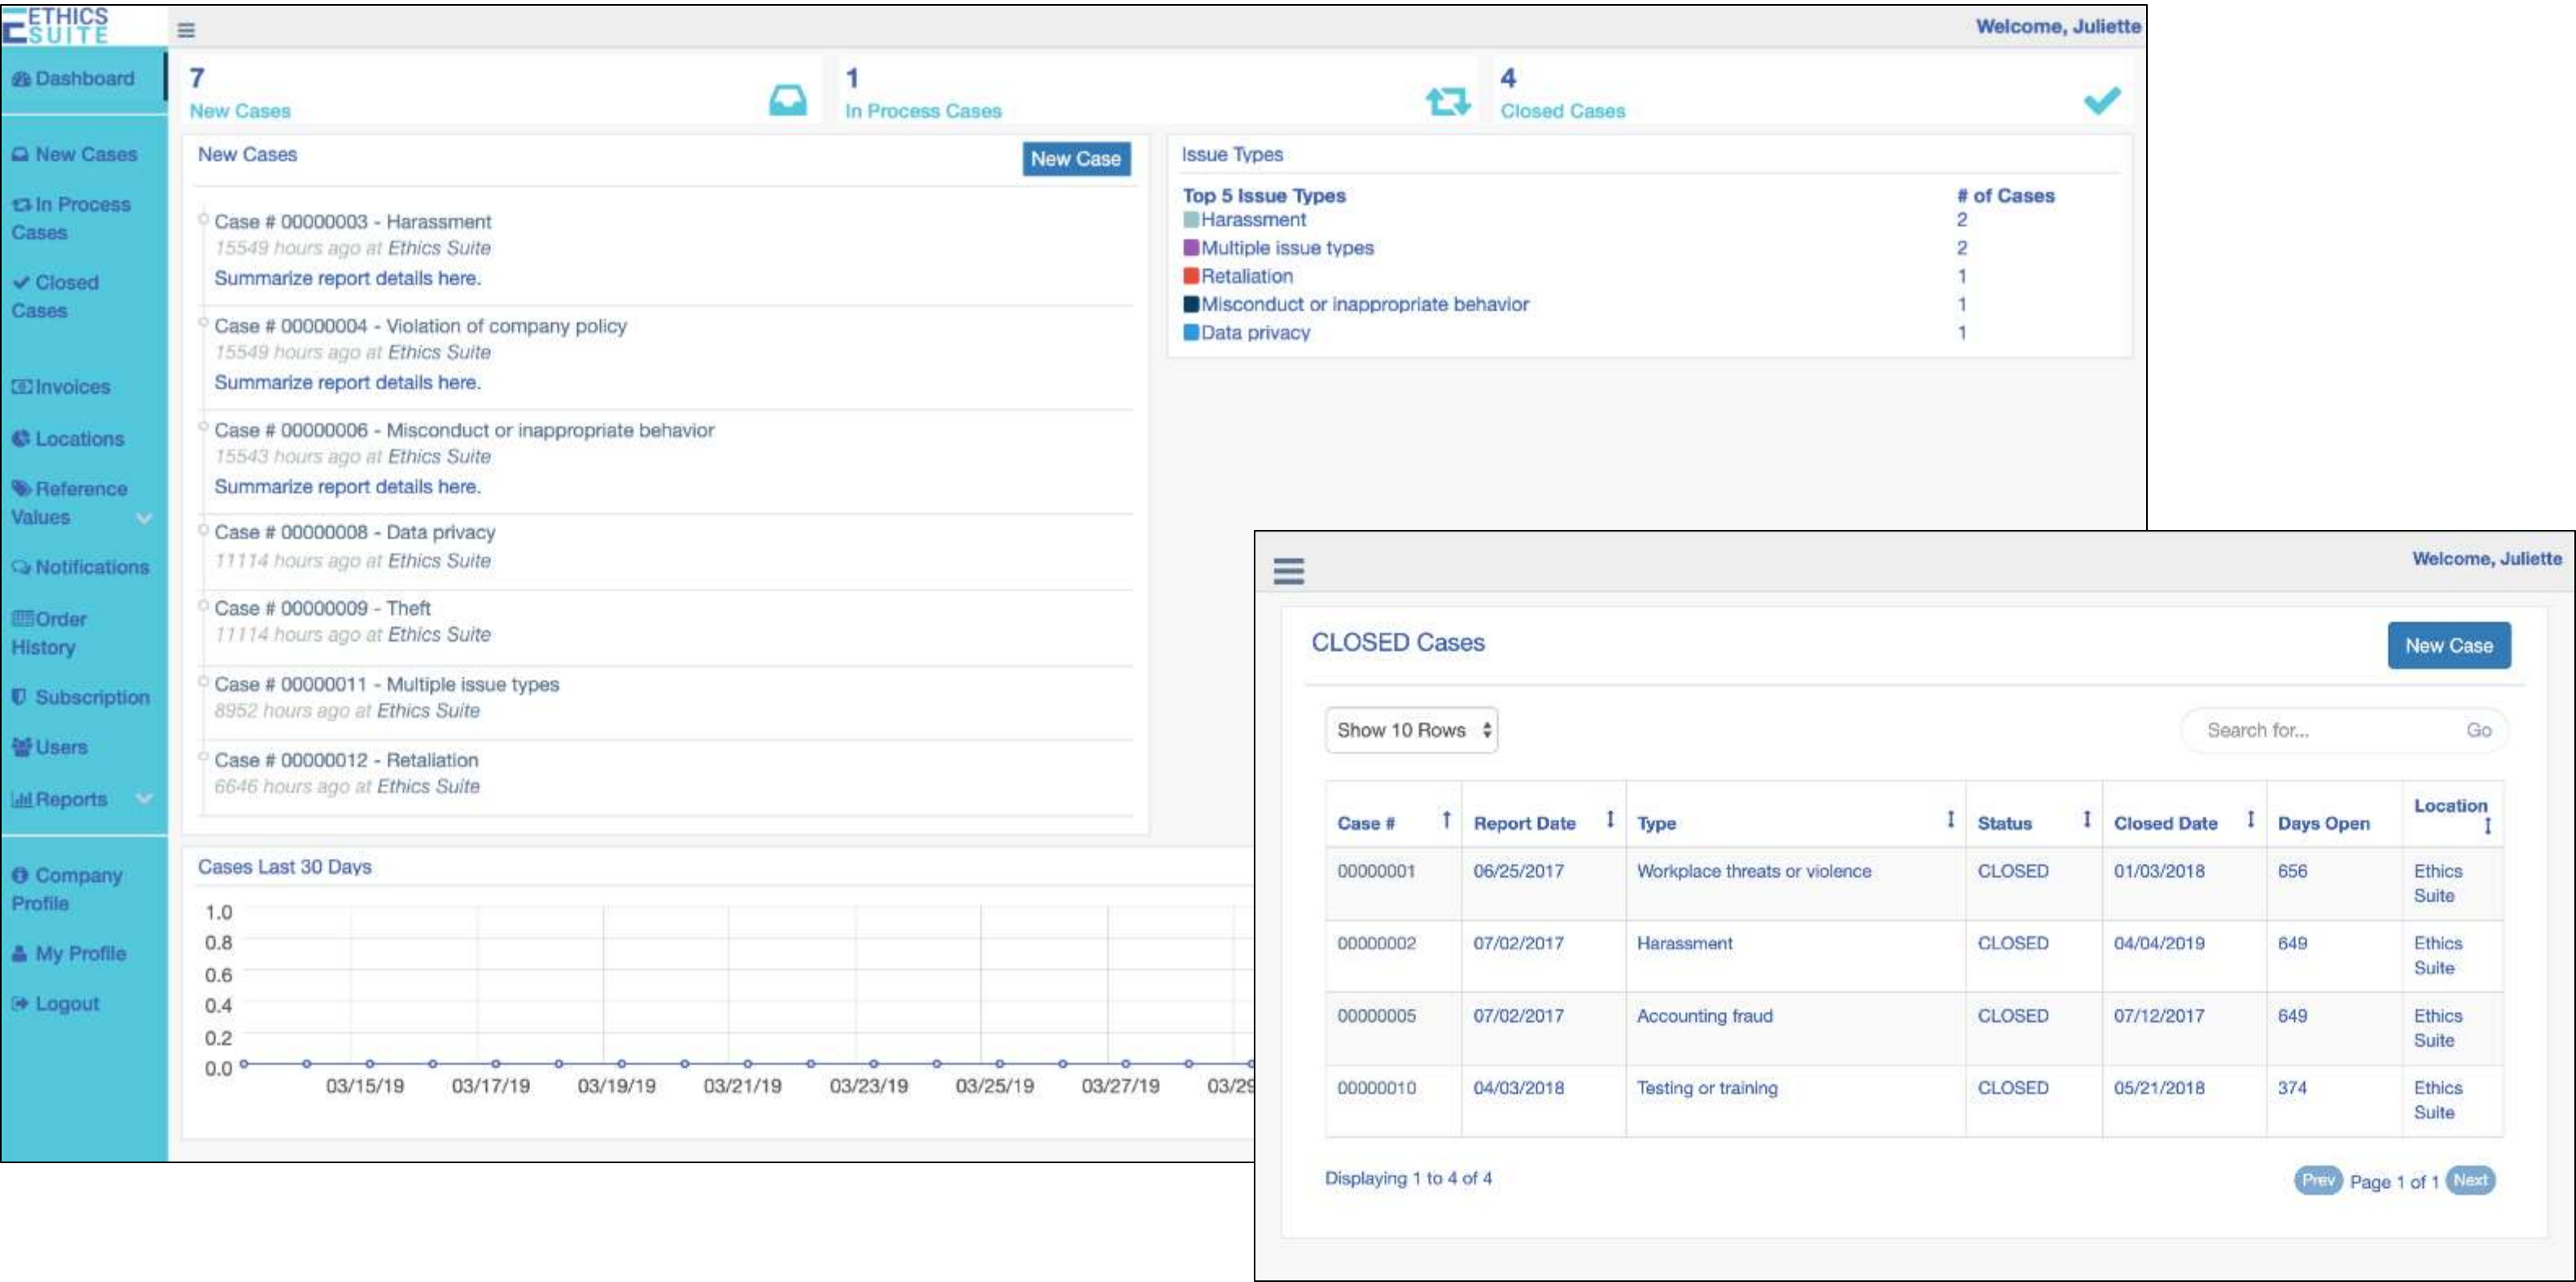 ETHICS
SUITE
Welcome, Juliette
Dashboard
New Cases
In Process
Cases
Closed
Cases
Invoices
Locations
Reference
Values
Notifications
Order
History
Subscription
Users
Reports
Company
Profile
My Profile
Logout
7
New Cases
1
In Process Cases
4
Closed Cases
New Cases
New Case
Case # 00000003 - Harassment
15549 hours ago at Ethics Suite
Summarize report details here.
Case # 00000004 - Violation of company policy
15549 hours ago at Ethics Suite
Summarize report details here.
Case # 00000006 - Misconduct or inappropriate behavior
15543 hours ago at Ethics Suite
Summarize report details here.
Case # 00000008 - Data privacy
11114 hours ago at Ethics Suite
Case # 00000009 - Theft
11114 hours ago at Ethics Suite
Case # 00000011 - Multiple issue types
8952 hours ago at Ethics Suite
Case # 00000012 - Retaliation
6646 hours ago at Ethics Suite
Issue Types
Top 5 Issue Types # of Cases
Harassment 2
Multiple issue types 2
Retaliation 1
Misconduct or inappropriate behavior 1
Data privacy 1
Cases Last 30 Days
1.0
0.8
0.6
0.4
0.2
0.0
03/15/19 03/17/19 03/19/19 03/21/19 03/23/19 03/25/19 03/27/19 03/29
Welcome, Juliette
CLOSED Cases
New Case
Show 10 Rows
Search for... Go
Case # Report Date Type Status Closed Date Days Open Location
00000001 06/25/2017 Workplace threats or violence CLOSED 01/03/2018 656 Ethics
Suite
00000002 07/02/2017 Harassment CLOSED 04/04/2019 649 Ethics
Suite
00000005 07/02/2017 Accounting fraud CLOSED 07/12/2017 649 Ethics
Suite
00000010 04/03/2018 Testing or training CLOSED 05/21/2018 374 Ethics
Suite
Displaying 1 to 4 of 4
Prev Page 1 of 1 Next